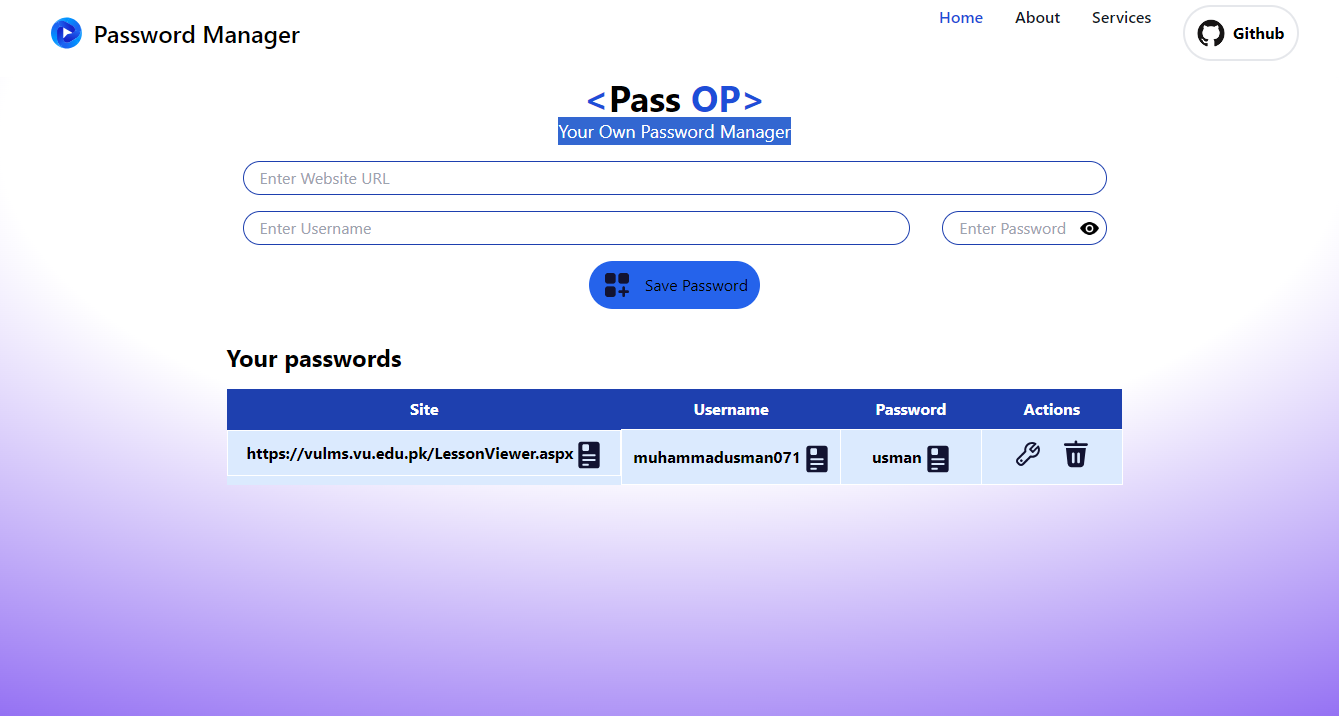 Password Manager
Home About Services Github
<Pass OP>
Your Own Password Manager
Enter Website URL
Enter Username Enter Password
Save Password
Your passwords
Site Username Password Actions
https://vulms.vu.edu.pk/LessonViewer.aspx muhammadusman071 usman